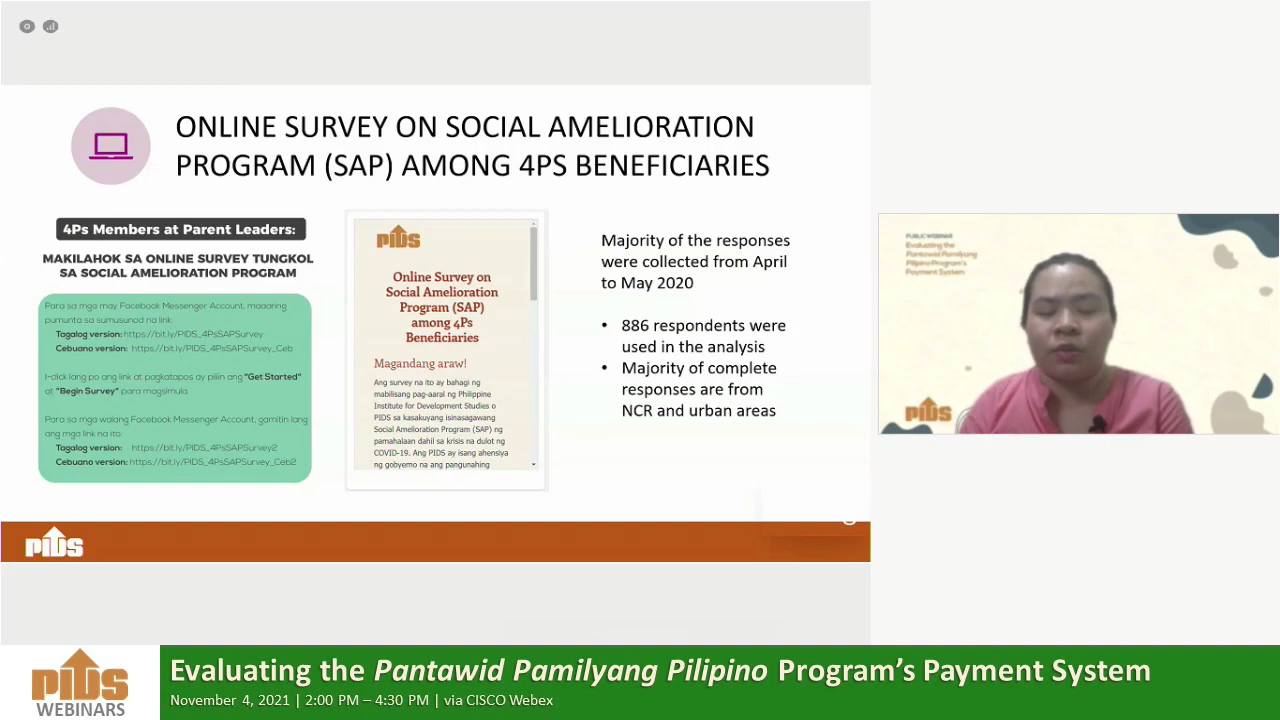 ONLINE SURVEY ON SOCIAL AMELIORATION
PROGRAM (SAP) AMONG 4PS BENEFICIARIES
4Ps Members at Parent Leaders:
MAKILAHOK SA ONLINE SURVEY TUNGKOL
SA SOCIAL AMELIORATION PROGRAM
Para sa mga may Facebook Messenger Account, maaaring
pumunta sa sumusunod na link:
Tagalog version: https://bit.ly/PIDS_4PsSAPSurvey
Cebuano version: https://bit.ly/PIDS_4PsSAPSurvey_Ceb
I-click lang po ang link at pagkatapos ay piliin ang "Get Started"
at "Begin Survey" para magsimula.
Para sa mga walang Facebook Messenger Account, gamitin lang
ang mga link na ito:
Tagalog version: https://bit.ly/PIDS_4PsSAPSurvey2
Cebuano version: https://bit.ly/PIDS_4PsSAPSurvey_Ceb2
PIDS
Online Survey on
Social Amelioration
Program (SAP)
among 4Ps
Beneficiaries
Magandang araw!
Ang survey na ito ay bahagi ng
mabilisang pag-aaral ng Philippine
Institute for Development Studies o
PIDS sa kasakuyang isinasagawang
Social Amelioration Program (SAP) ng
pamahalaan dahil sa krisis na dulot ng
COVID-19. Ang PIDS ay isang ahensiya
ng gobyerno na ang pangunahing
Majority of the responses
were collected from April
to May 2020
• 886 respondents were
used in the analysis
• Majority of complete
responses are from
NCR and urban areas
PIDS
PUBLIC WEBINAR
Evaluating the
Pantawid Pamilyang
Pilipino Program's
Payment System
PIDS
PIDS
WEBINARS
Evaluating the Pantawid Pamilyang Pilipino Program's Payment System
November 4, 2021 | 2:00 PM – 4:30 PM | via CISCO Webex